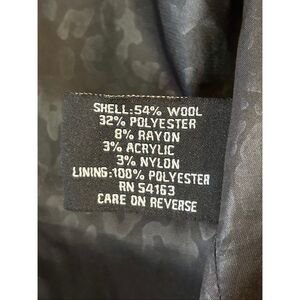 SHELL:54% WOOL
32% POLYESTER
8% RAYON
3% ACRYLIC
3% NYLON
LINING:100% POLYESTER
RN 54163
CARE ON REVERSE